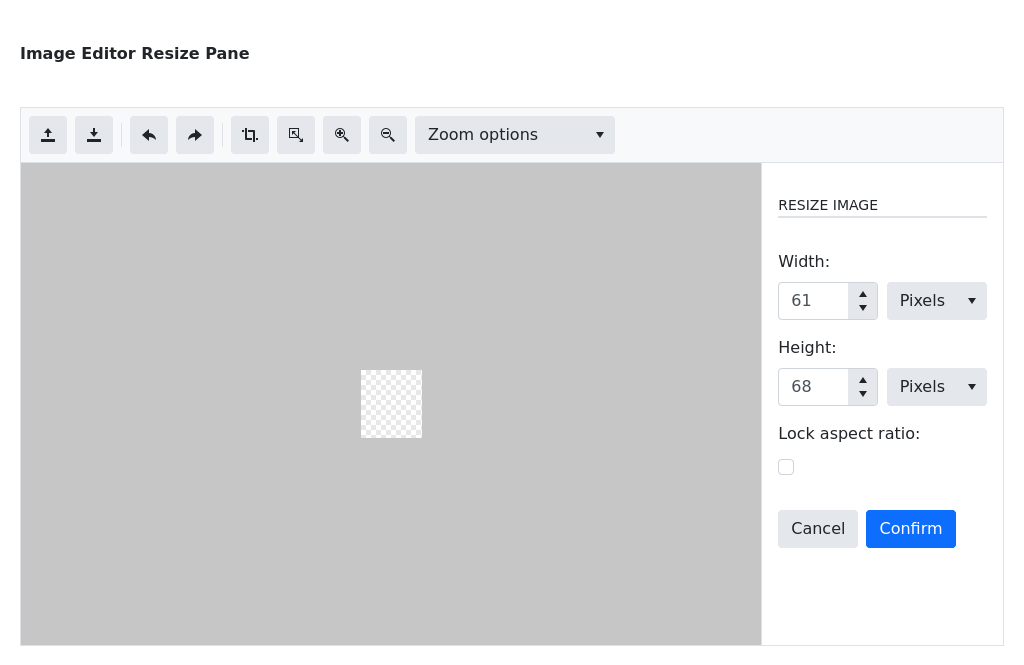 Image Editor Resize Pane
Zoom options
RESIZE IMAGE
Width:
61 Pixels
Height:
68 Pixels
Lock aspect ratio:
Cancel Confirm